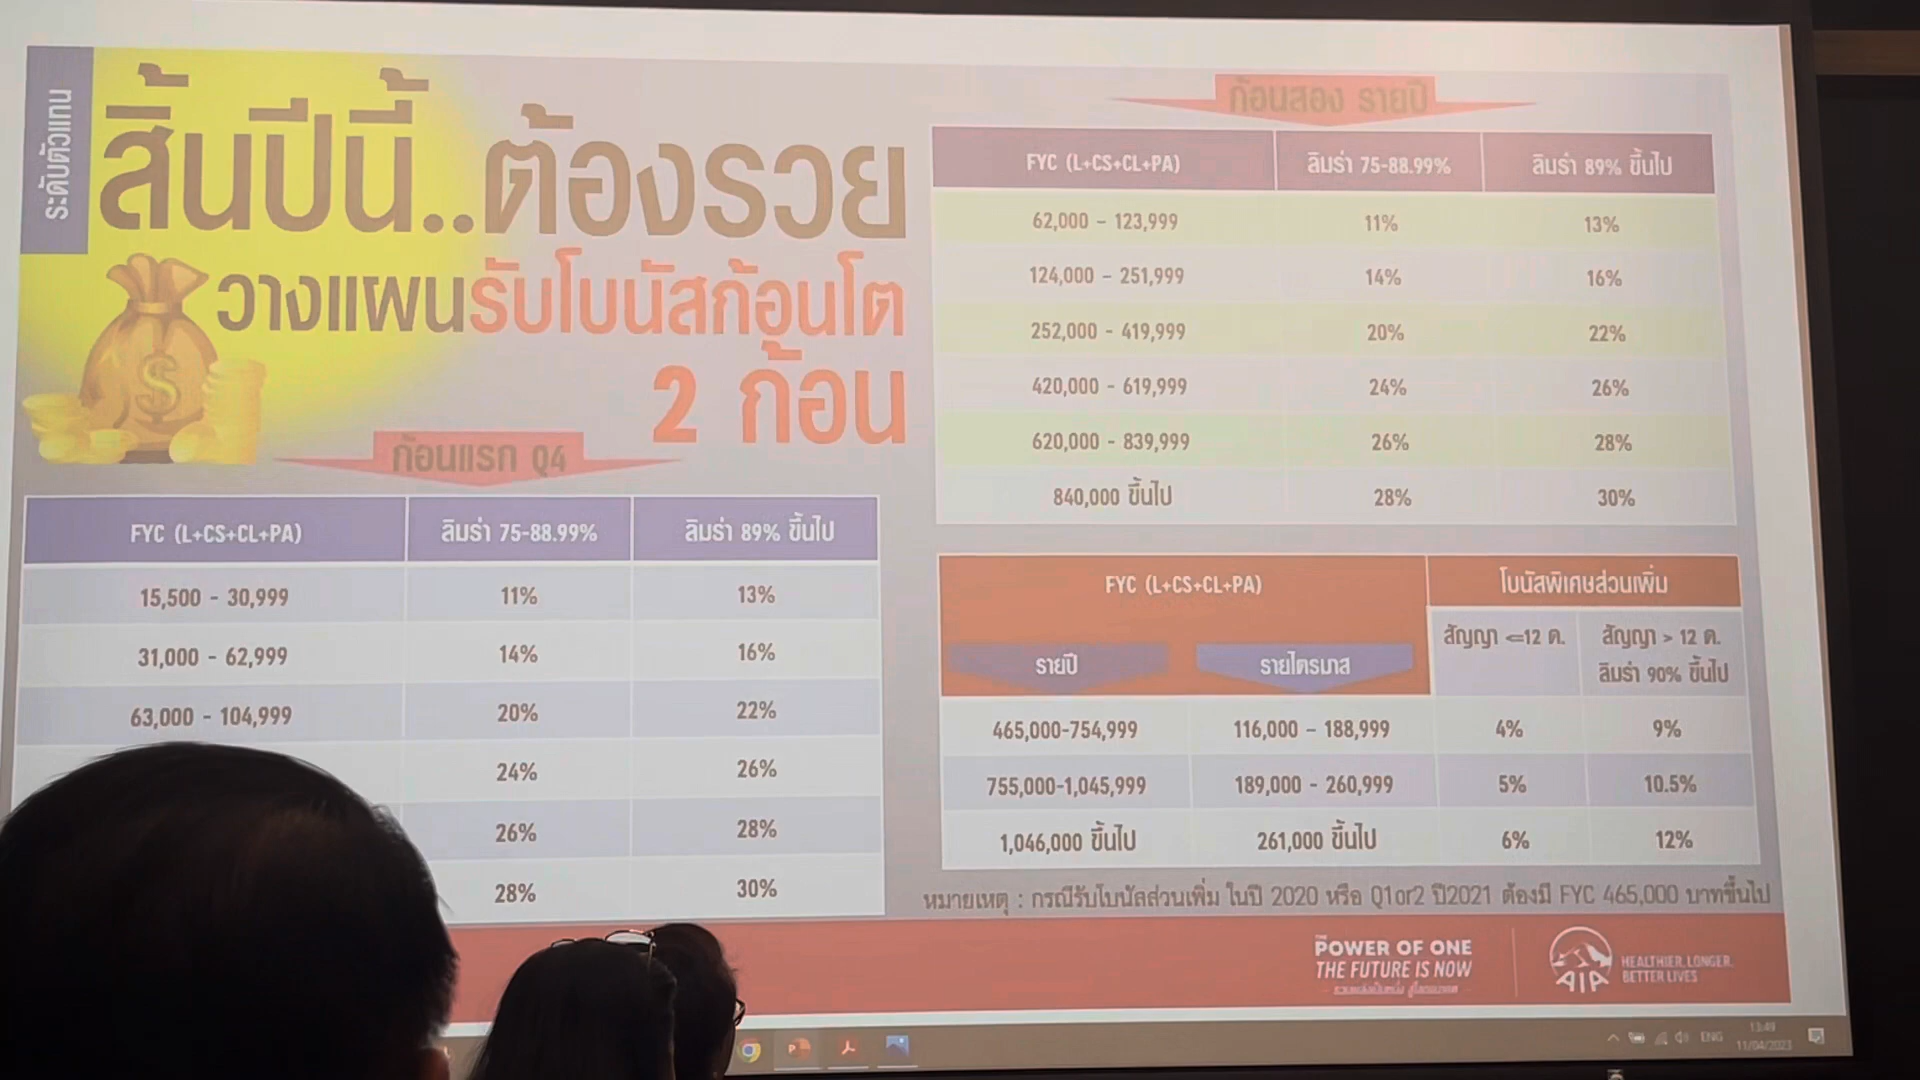 ระดับตัวแทน
สิ้นปีนี้..ต้องรวย
วางแผนรับโบนัสก้อนโต
2 ก้อน
ก้อนแรก Q4
FYC (L+CS+CL+PA) ลิมร่า 75-88.99% ลิมร่า 89% ขึ้นไป
15,500 - 30,999 11% 13%
31,000 - 62,999 14% 16%
63,000 - 104,999 20% 22%
24% 26%
26% 28%
28% 30%
ก้อนสอง รายปี
FYC (L+CS+CL+PA) ลิมร่า 75-88.99% ลิมร่า 89% ขึ้นไป
62,000 – 123,999 11% 13%
124,000 – 251,999 14% 16%
252,000 - 419,999 20% 22%
420,000 - 619,999 24% 26%
620,000 - 839,999 26% 28%
840,000 ขึ้นไป 28% 30%
FYC (L+CS+CL+PA) โบนัสพิเศษส่วนเพิ่ม
รายปี รายไตรมาส สัญญา <=12 ด. สัญญา > 12 ด.
ลิมร่า 90% ขึ้นไป
465,000-754,999 116,000 – 188,999 4% 9%
755,000-1,045,999 189,000 - 260,999 5% 10.5%
1,046,000 ขึ้นไป 261,000 ขึ้นไป 6% 12%
หมายเหตุ : กรณีรับโบนัสส่วนเพิ่ม ในปี 2020 หรือ Q1or2 ปี2021 ต้องมี FYC 465,000 บาทขึ้นไป
THE
POWER OF ONE
THE FUTURE IS NOW
AIA
HEALTHIER, LONGER,
BETTER LIVES
ENG
13:49
11/04/2023